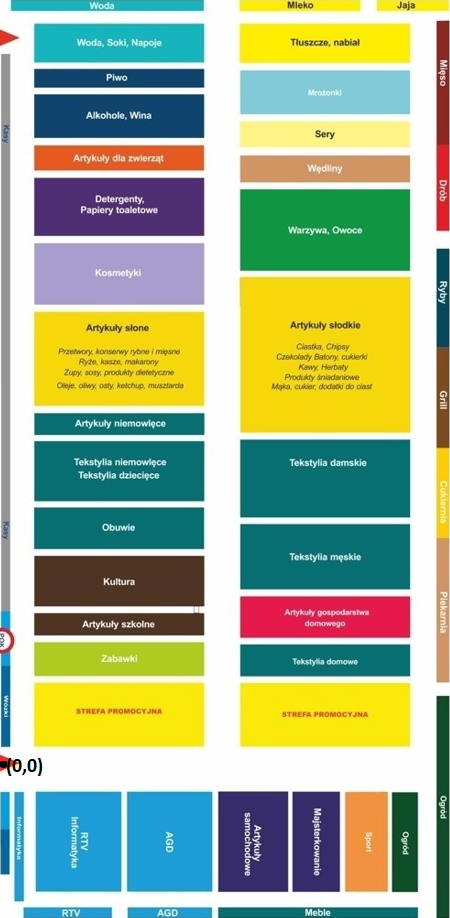 Woda
Mleko
Jaja
Woda, Soki, Napoje
Piwo
Alkohole, Wina
Artykuły dla zwierząt
Detergenty,
Papiery toaletowe
Kosmetyki
Artykuły słone
Przetwory, konserwy rybne i mięsne
Ryże, kasze, makarony
Zupy, sosy, produkty dietetyczne
Oleje, oliwy, osty, ketchup, musztarda
Artykuły niemowlęce
Tekstylia niemowlęce
Tekstylia dziecięce
Obuwie
Kultura
Artykuły szkolne
Zabawki
STREFA PROMOCYJNA
Tłuszcze, nabiał
Mrożonki
Sery
Wędliny
Warzywa, Owoce
Artykuły słodkie
Ciastka, Chipsy
Czekolady Batony, cukierki
Kawy, Herbaty
Produkty śniadaniowe
Mąka, cukier, dodatki do ciast
Tekstylia damskie
Tekstylia męskie
Artykuły gospodarstwa
domowego
Tekstylia domowe
STREFA PROMOCYJNA
Mięso
Drób
Ryby
Grill
Cukiernia
Piekarnia
Ogród
Kasy
Kasy
POK
Wózki
(0,0)
Informatyka
RTV
Informatyka
AGD
Artykuły
samochodowe
Majsterkowanie
Sport
Ogród
RTV
AGD
Meble